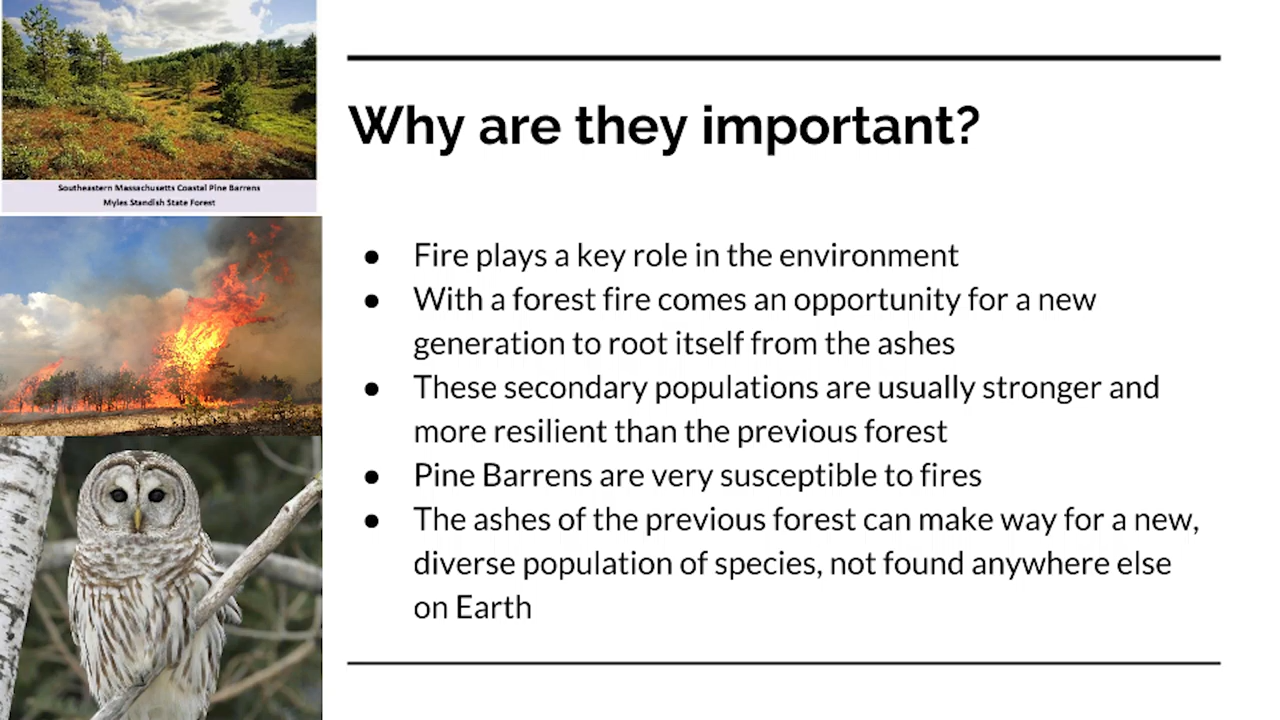 Southeastern Massachusetts Coastal Pine Barrens
Myles Standish State Forest
Why are they important?
● Fire plays a key role in the environment
● With a forest fire comes an opportunity for a new
generation to root itself from the ashes
● These secondary populations are usually stronger and
more resilient than the previous forest
● Pine Barrens are very susceptible to fires
● The ashes of the previous forest can make way for a new,
diverse population of species, not found anywhere else
on Earth